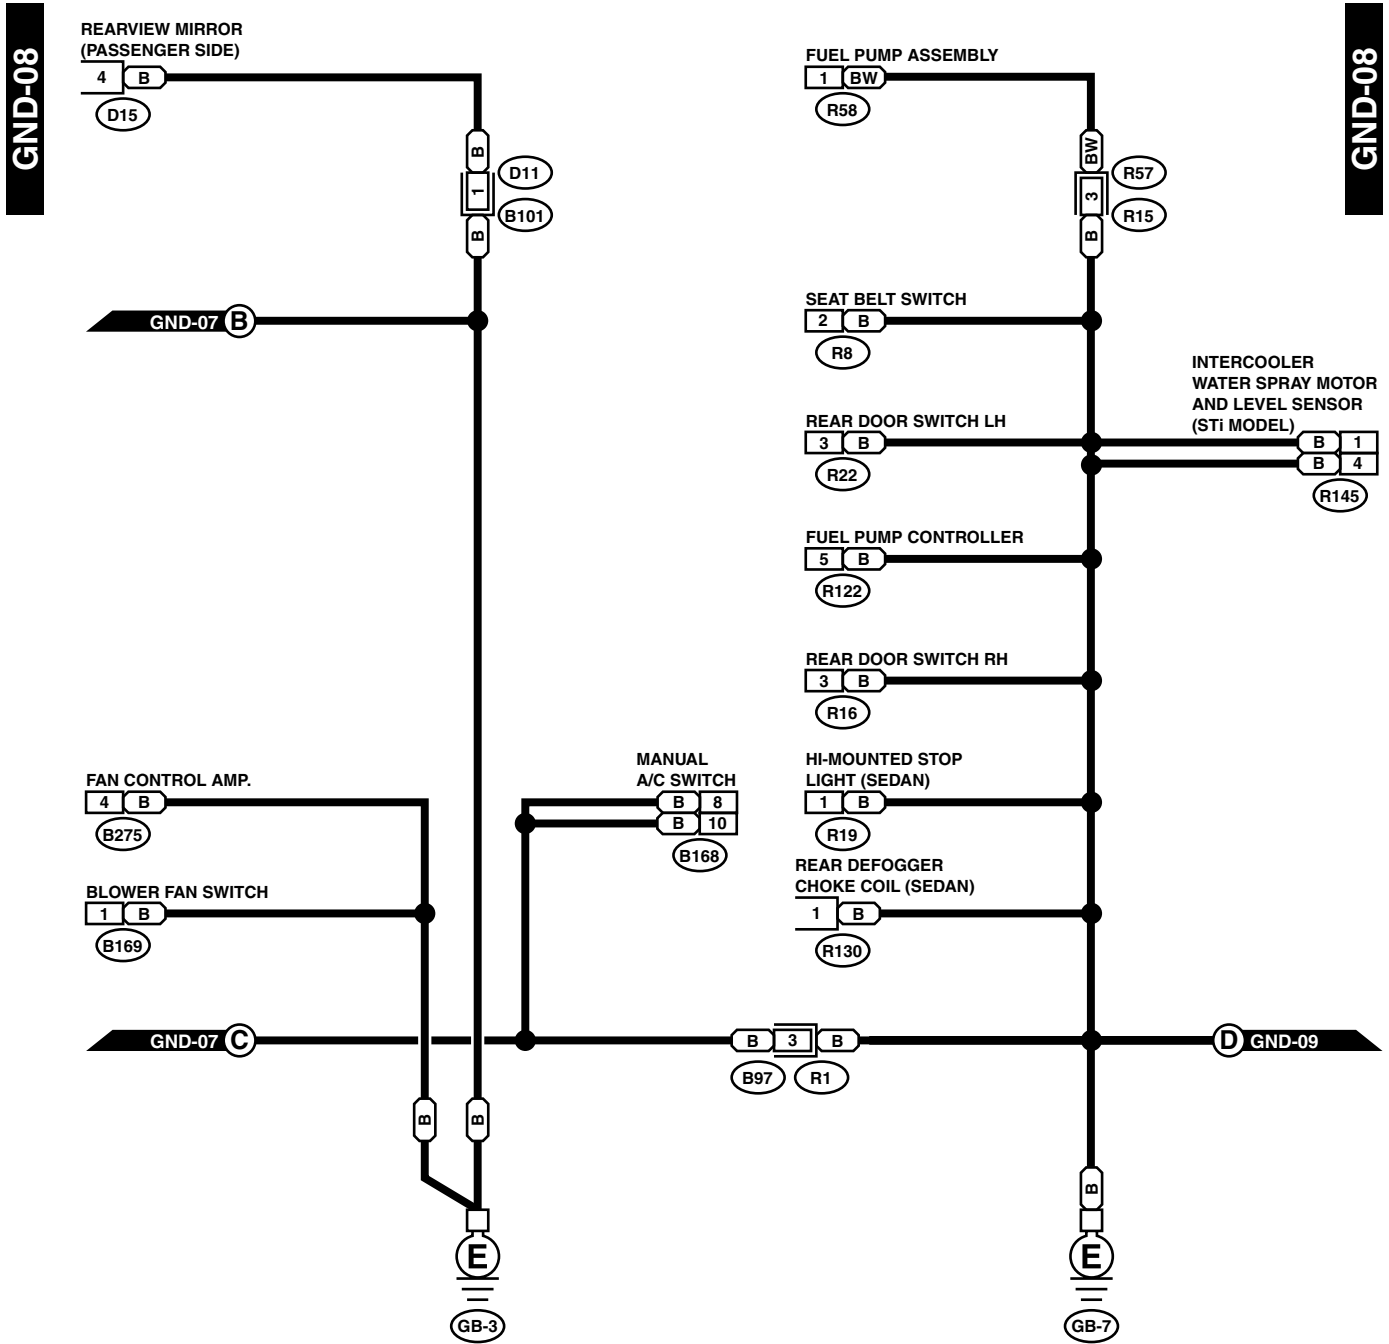 GND-08
GND-08
REARVIEW MIRROR
(PASSENGER SIDE)
4 B
D15
B
1
D11
B101
B
GND-07 B
FUEL PUMP ASSEMBLY
1 BW
R58
BW
3
R57
R15
B
SEAT BELT SWITCH
2 B
R8
INTERCOOLER
WATER SPRAY MOTOR
AND LEVEL SENSOR
(STi MODEL)
B 1
B 4
R145
REAR DOOR SWITCH LH
3 B
R22
FUEL PUMP CONTROLLER
5 B
R122
REAR DOOR SWITCH RH
3 B
R16
FAN CONTROL AMP.
4 B
B275
MANUAL
A/C SWITCH
B 8
B 10
B168
HI-MOUNTED STOP
LIGHT (SEDAN)
1 B
R19
BLOWER FAN SWITCH
1 B
B169
REAR DEFOGGER
CHOKE COIL (SEDAN)
1 B
R130
GND-07 C
B 3 B
B97 R1
D GND-09
B
B
B
E
GB-3
E
GB-7